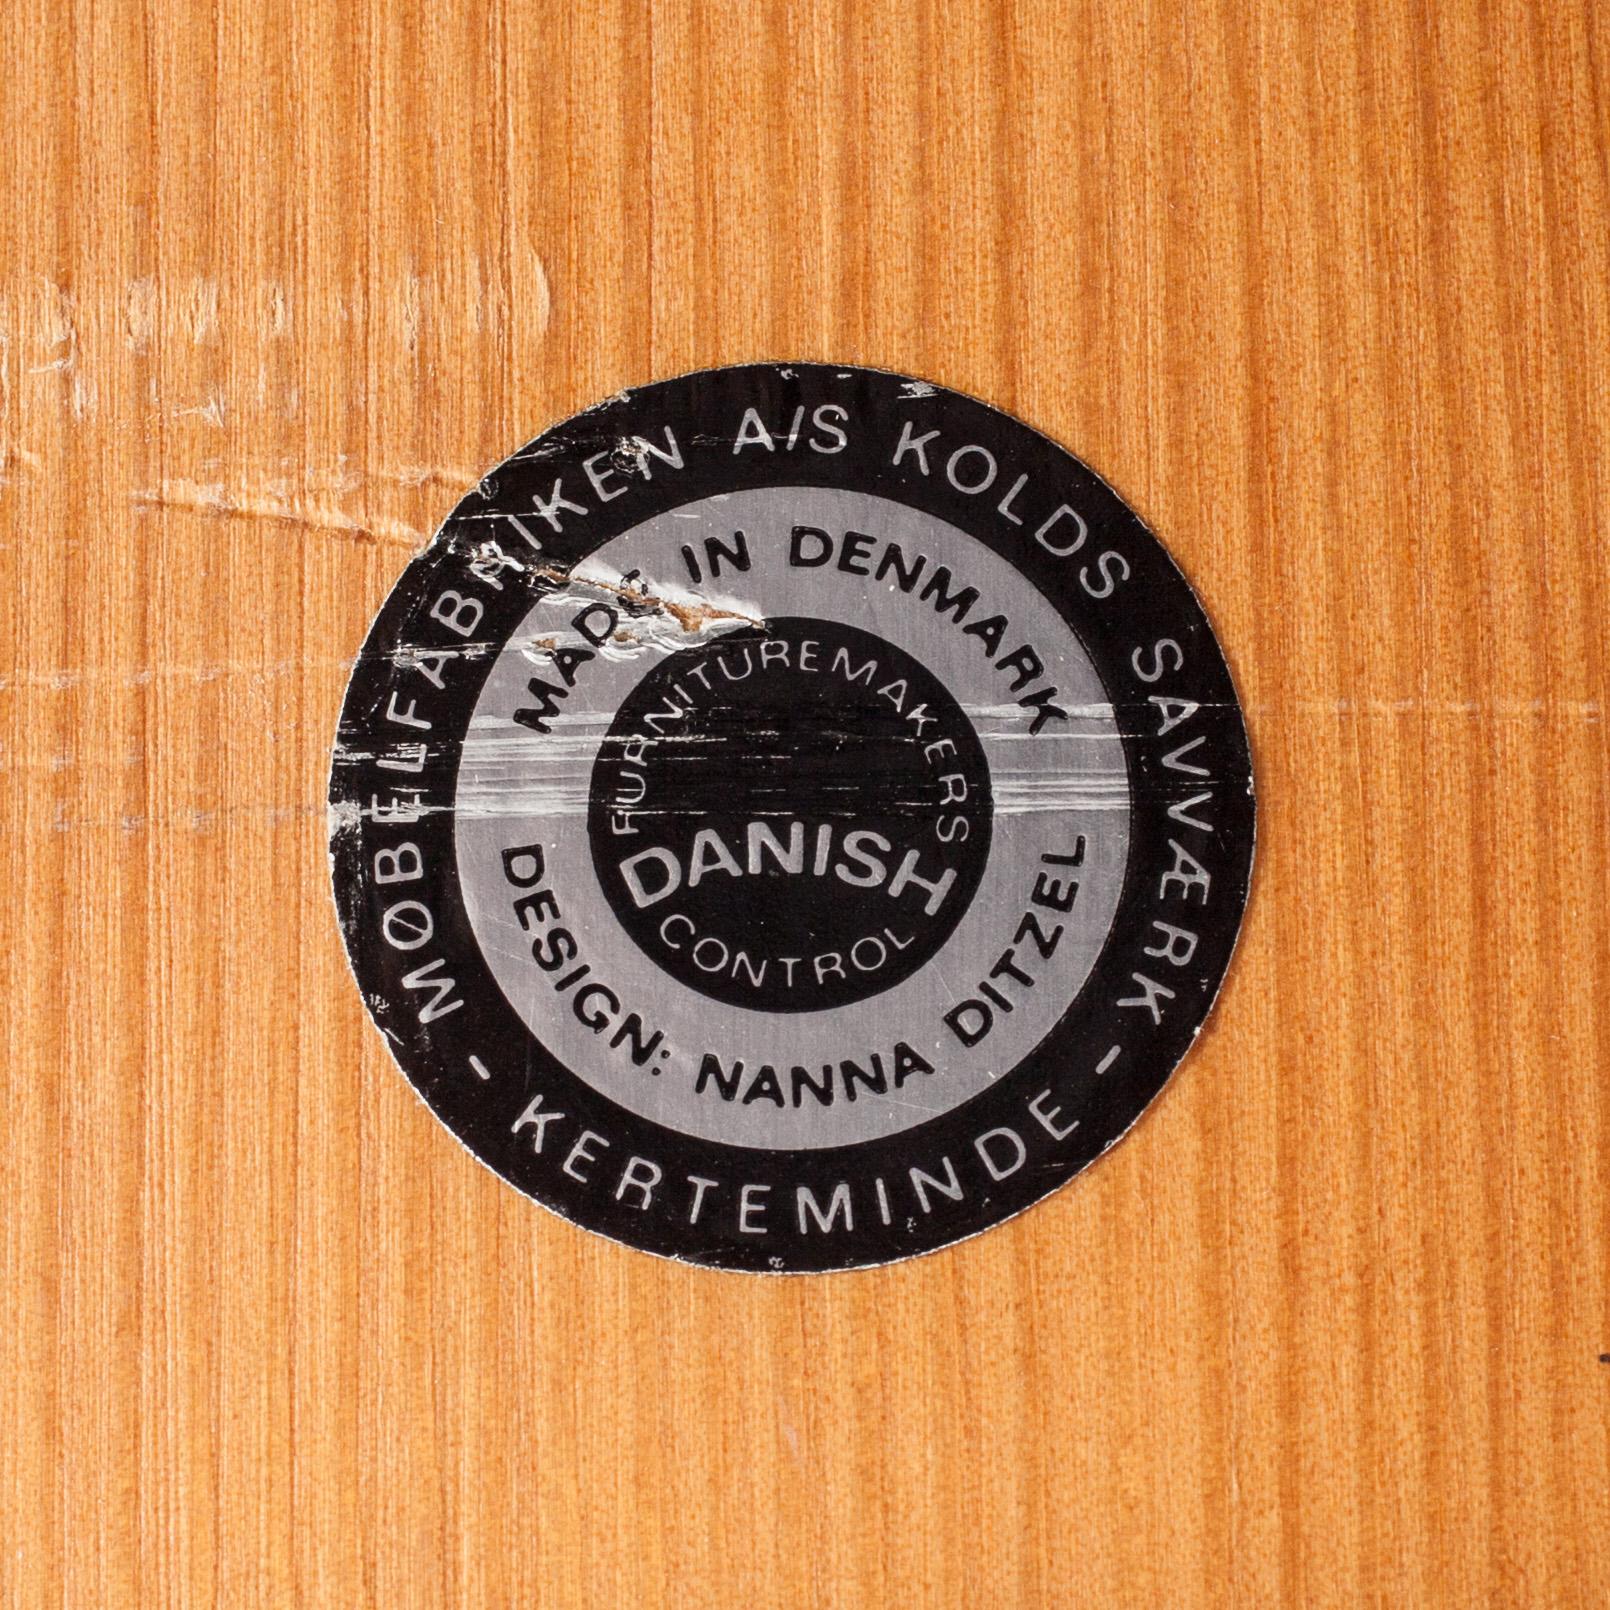 MØBELFABRIKEN A/S KOLDS SAVVÆRK
- KERTEMINDE -
MADE IN DENMARK
DESIGN: NANNA DITZEL
FURNITUREMAKERS
DANISH
CONTROL